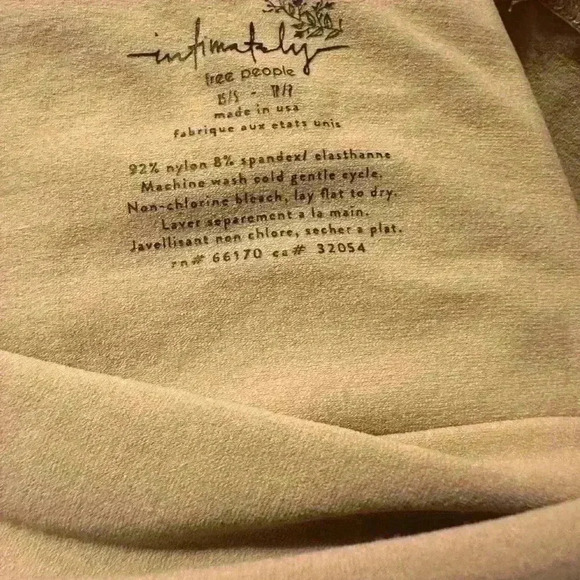 intimately
free people
made in usa
fabrique aux etats unis
92% nylon 8% spandex/ elasthanne
Machine wash cold gentle cycle.
Non-chlorine bleach, lay flat to dry.
Laver separement a la main.
Javellisant non chlore, secher a plat.
rn# 66170 ca# 32054